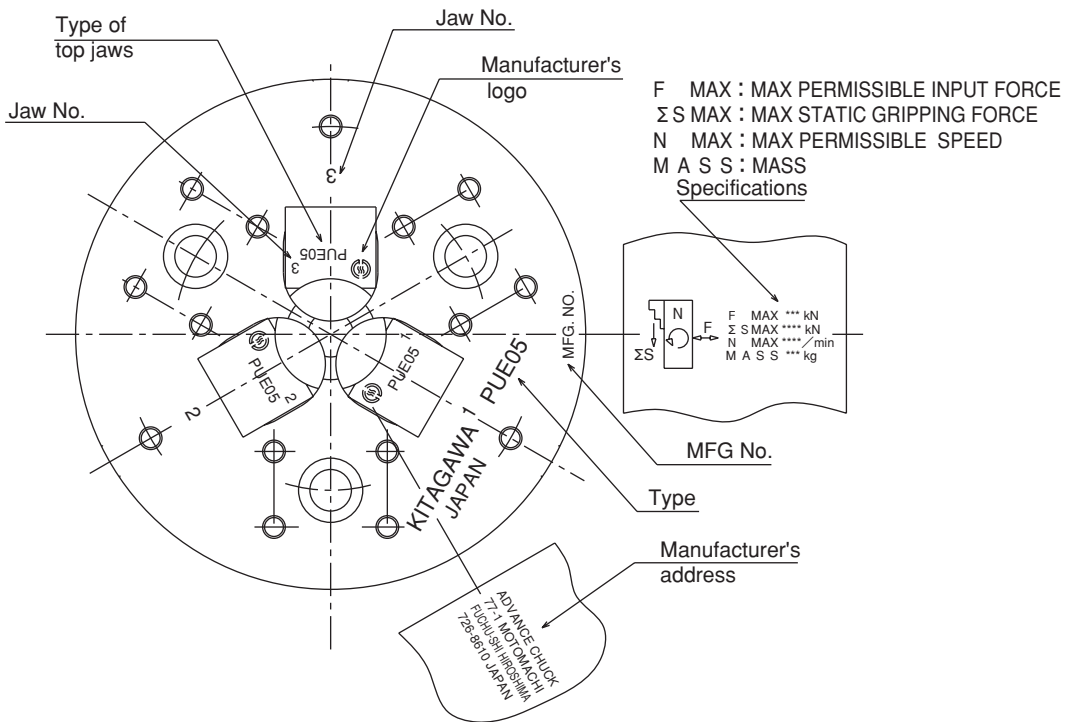 Type of
top jaws
Jaw No.
Manufacturer's
logo
Jaw No.
F MAX : MAX PERMISSIBLE INPUT FORCE
ΣS MAX : MAX STATIC GRIPPING FORCE
N MAX : MAX PERMISSIBLE SPEED
M A S S : MASS
Specifications
3
PUE05
3
MFG. NO.
N
F
ΣS
F MAX *** kN
Σ S MAX **** kN
N MAX ****/min
M A S S *** kg
PUE05
2
2
PUE05
1
KITAGAWA 1 PUE05
JAPAN
MFG No.
Type
Manufacturer's
address
ADVANCE CHUCK
77-1 MOTOMACHI
FUCHU-SHI HIROSHIMA
726-8610 JAPAN